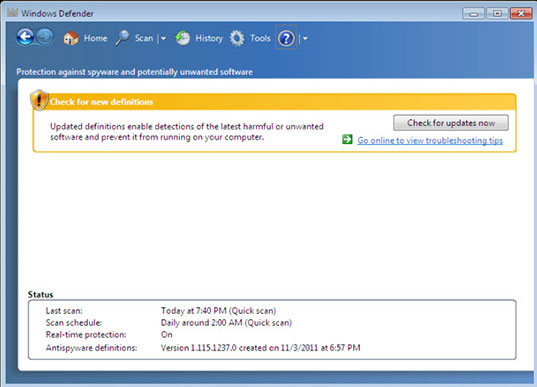 Windows Defender
Home Scan History Tools ?
Protection against spyware and potentially unwanted software
Check for new definitions
Updated definitions enable detections of the latest harmful or unwanted
software and prevent it from running on your computer.
Check for updates now
Go online to view troubleshooting tips
Status
Last scan: Today at 7:40 PM (Quick scan)
Scan schedule: Daily around 2:00 AM (Quick scan)
Real-time protection: On
Antispyware definitions: Version 1.115.1237.0 created on 11/3/2011 at 6:57 PM